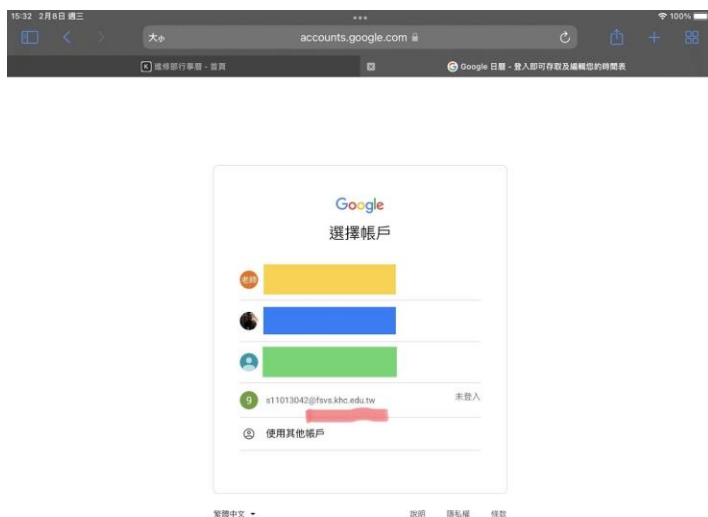 15:32 2月8日 週三
100%
大小
accounts.google.com
進修部行事曆 - 首頁
Google 日曆 - 登入即可存取及編輯您的時間表
Google
選擇帳戶
老師
9
s11013042@fsvs.khc.edu.tw
未登入
使用其他帳戶
繁體中文
說明 隱私權 條款